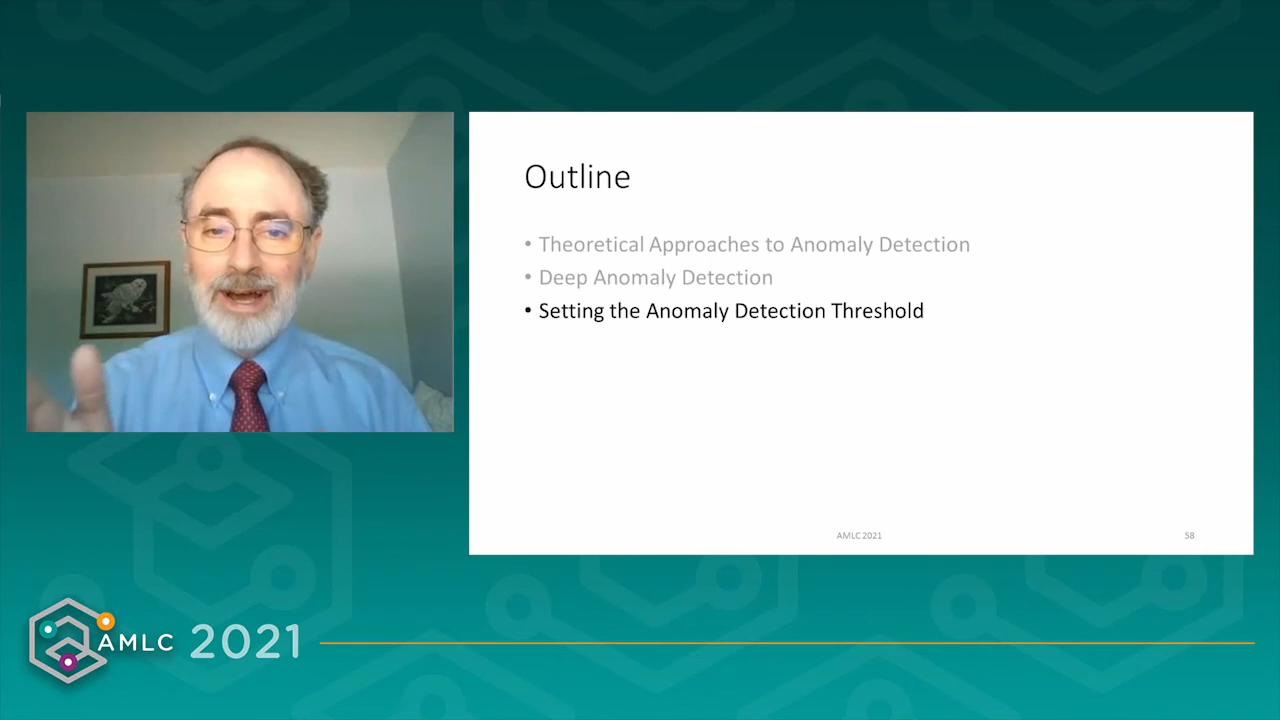 Outline
• Theoretical Approaches to Anomaly Detection
• Deep Anomaly Detection
• Setting the Anomaly Detection Threshold
AMLC 2021
58
AMLC 2021